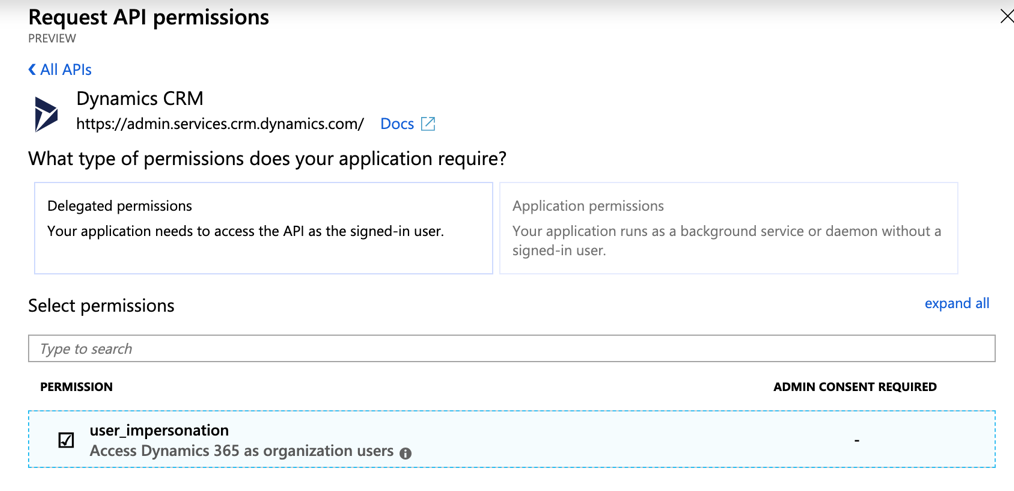 Request API permissions
PREVIEW
All APIs
Dynamics CRM
https://admin.services.crm.dynamics.com/ Docs
What type of permissions does your application require?
Delegated permissions
Your application needs to access the API as the signed-in user.
Application permissions
Your application runs as a background service or daemon without a
signed-in user.
Select permissions
expand all
Type to search
PERMISSION ADMIN CONSENT REQUIRED
user_impersonation
Access Dynamics 365 as organization users
-